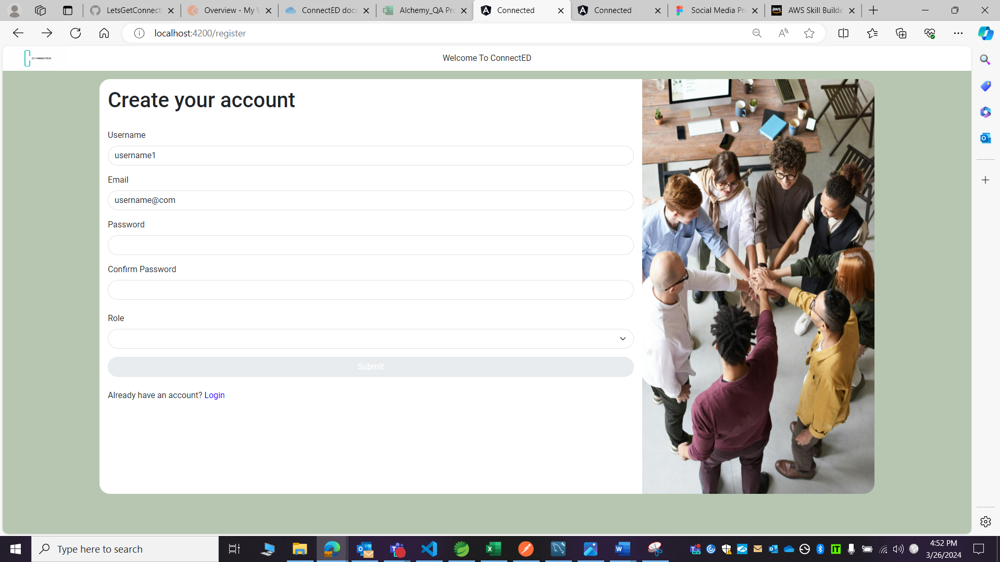 LetsGetConnect
Overview - My V
ConnectED docs
Alchemy_QA Pro
Connected
Connected
Social Media Pr
AWS Skill Builde
localhost:4200/register
CONNECTED
Welcome To ConnectED
Create your account
Username
username1
Email
username@com
Password
Confirm Password
Role
Submit
Already have an account? Login
Type here to search
4:52 PM
3/26/2024